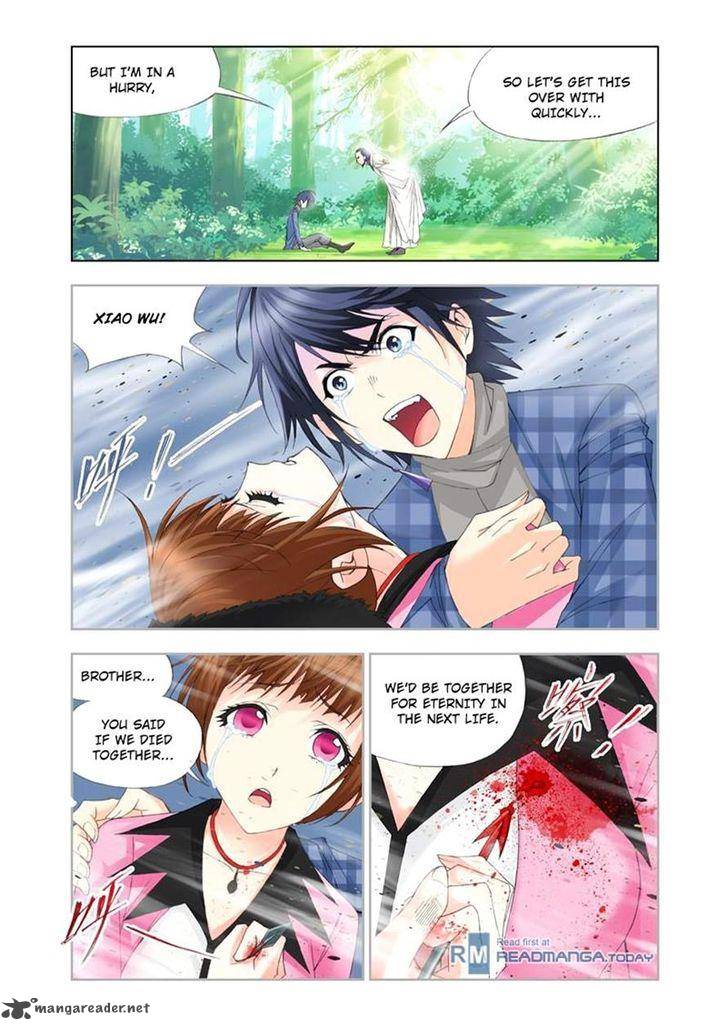 BUT I'M IN A
HURRY,
SO LET'S GET THIS
OVER WITH
QUICKLY...
XIAO WU!
呼!
BROTHER...
YOU SAID
IF WE DIED
TOGETHER...
呼
WE'D BE TOGETHER
FOR ETERNITY IN
THE NEXT LIFE.
嚓!
RM
Read first at
READMANGA.TODAY
mangareader.net